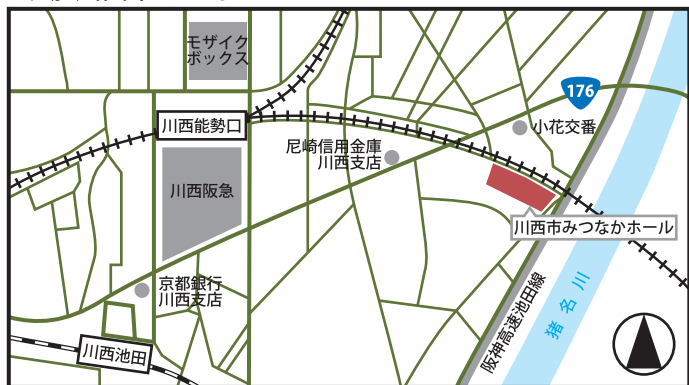 モザイク
ボックス
176
川西能勢口
小花交番
尼崎信用金庫
川西支店
川西阪急
川西市みつなかホール
京都銀行
川西支店
阪神高速池田線
猪名川
川西池田